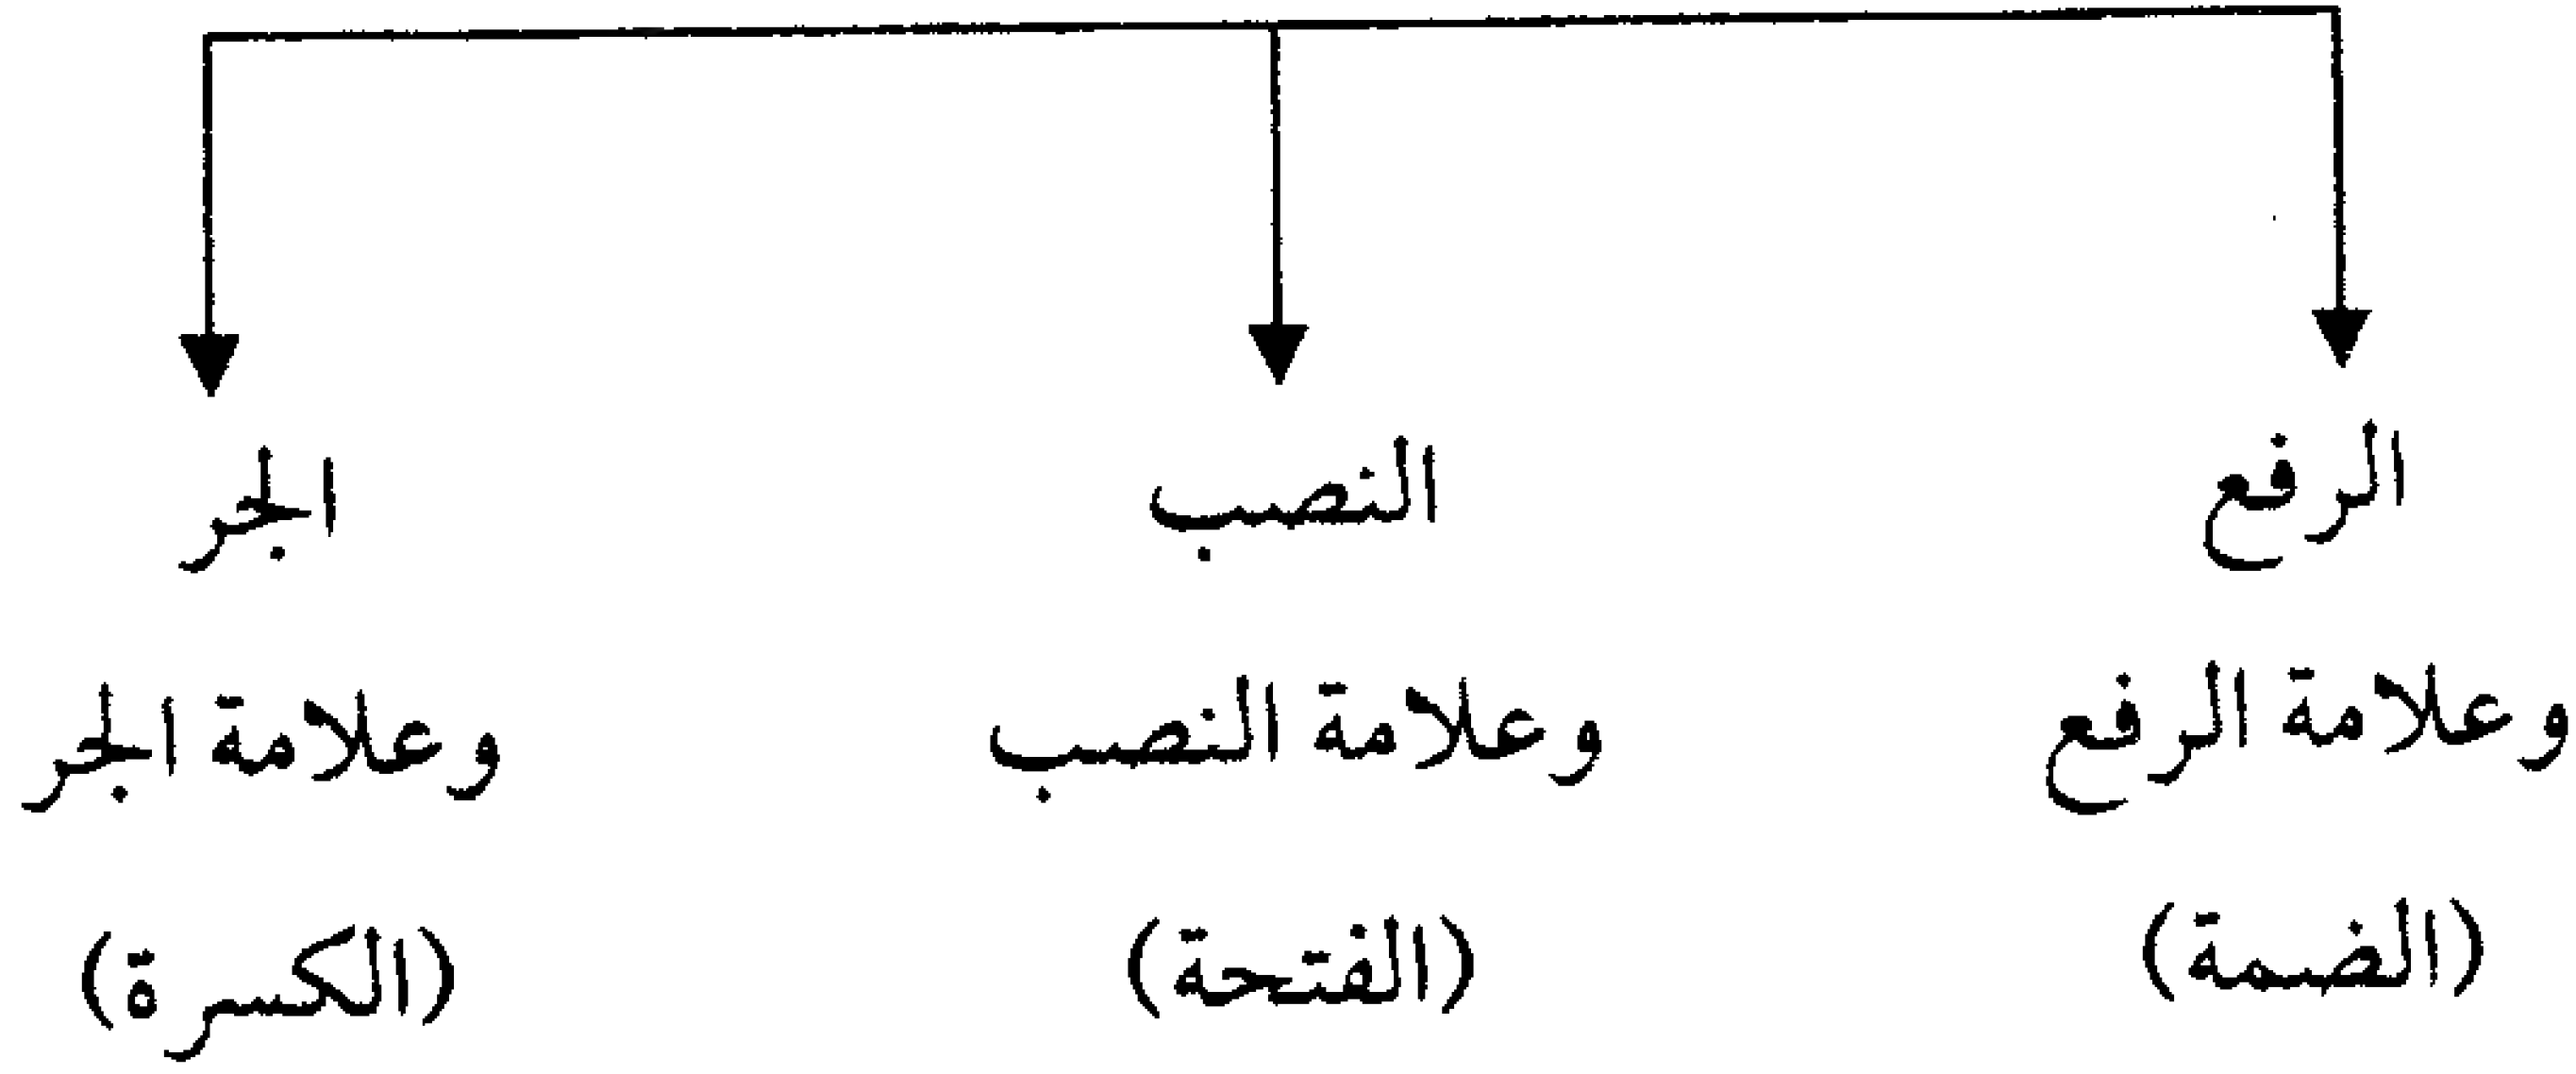 الرفع
النصب
الجر
وعلامة الرفع
وعلامة النصب
وعلامة الجر
(الضمة)
(الفتحة)
(الكسرة)